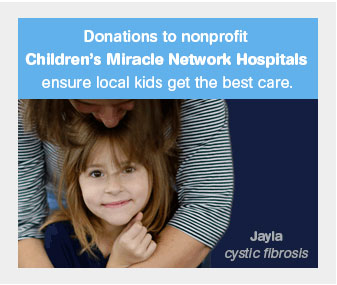 Donations to nonprofit
Children's Miracle Network Hospitals
ensure local kids get the best care.
Jayla
cystic fibrosis